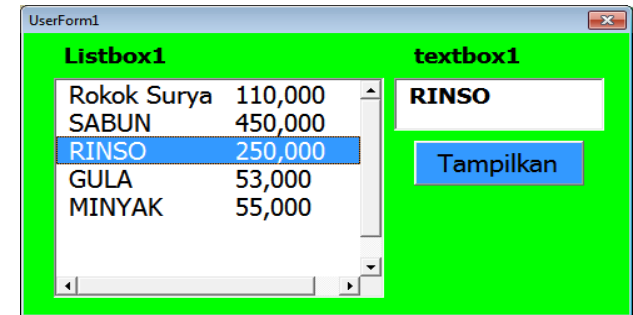 UserForm1
Listbox1
textbox1
Rokok Surya 110,000
SABUN 450,000
RINSO 250,000
GULA 53,000
MINYAK 55,000
RINSO
Tampilkan